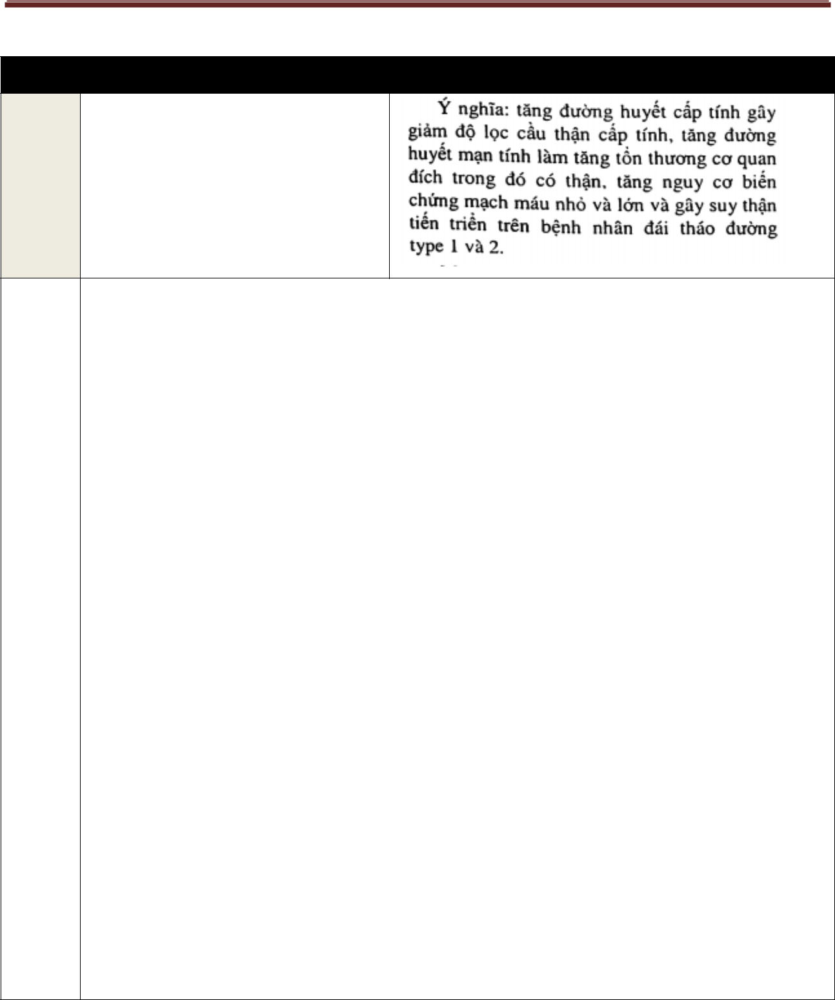 Ý nghĩa: tăng đường huyết cấp tính gây
giảm độ lọc cầu thận cấp tính, tăng đường
huyết mạn tính làm tăng tổn thương cơ quan
đích trong đó có thận, tăng nguy cơ biến
chứng mạch máu nhỏ và lớn và gây suy thận
tiến triển trên bệnh nhân đái tháo đường
type 1 và 2.